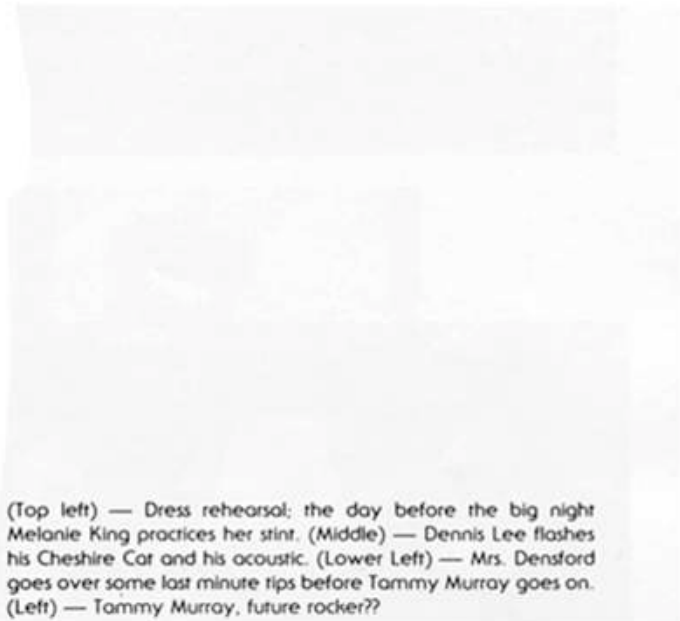 (Top left) — Dress rehearsal; the day before the big night
Melanie King practices her stint. (Middle) — Dennis Lee flashes
his Cheshire Cat and his acoustic. (Lower Left) — Mrs. Densford
goes over some last minute tips before Tammy Murray goes on.
(Left) — Tammy Murray, future rocker??